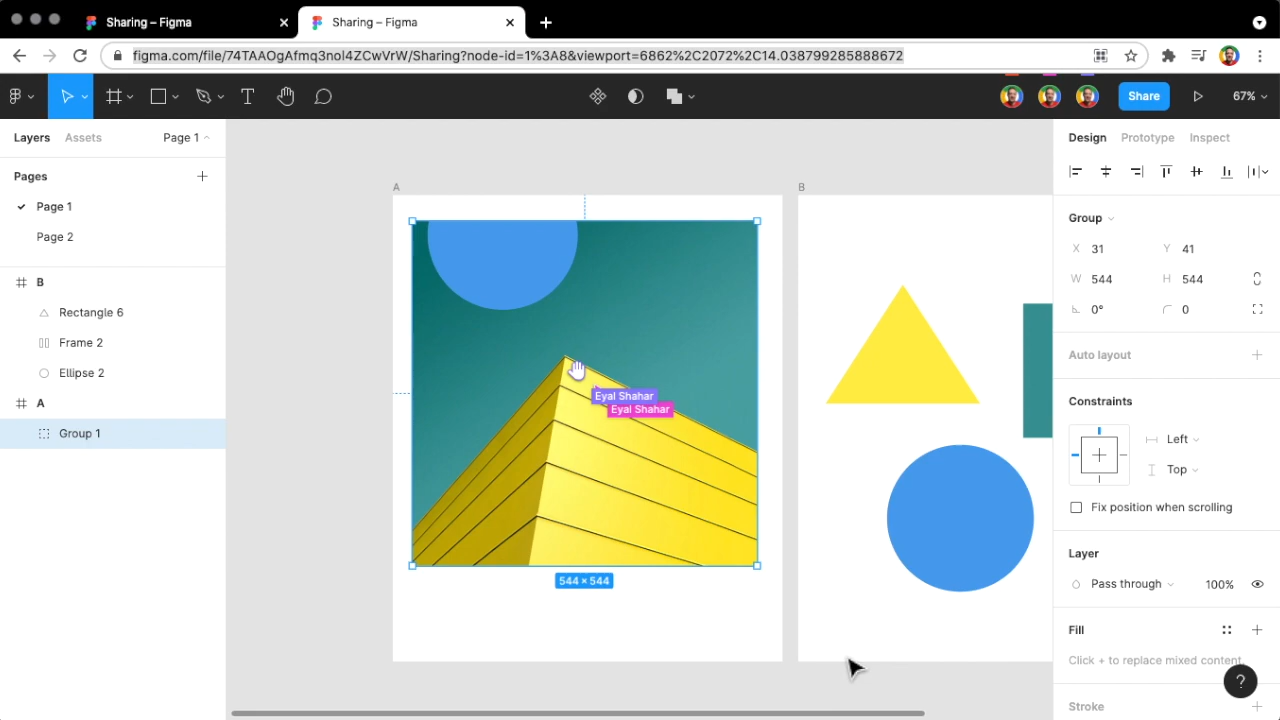 Sharing – Figma
Sharing – Figma
figma.com/file/74TAAOgAfmq3nol4ZCwVrW/Sharing?node-id=1%3A8&viewport=6862%2C2072%2C14.038799285888672
T
Share
67%
Layers
Assets
Page 1
Pages
Page 1
Page 2
B
Rectangle 6
Frame 2
Ellipse 2
A
Group 1
A
B
Eyal Shahar
Eyal Shahar
544 × 544
Design
Prototype
Inspect
Group
X 31
Y 41
W 544
H 544
0°
0
Auto layout
Constraints
Left
Top
Fix position when scrolling
Layer
Pass through
100%
Fill
Click + to replace mixed content.
Stroke
?